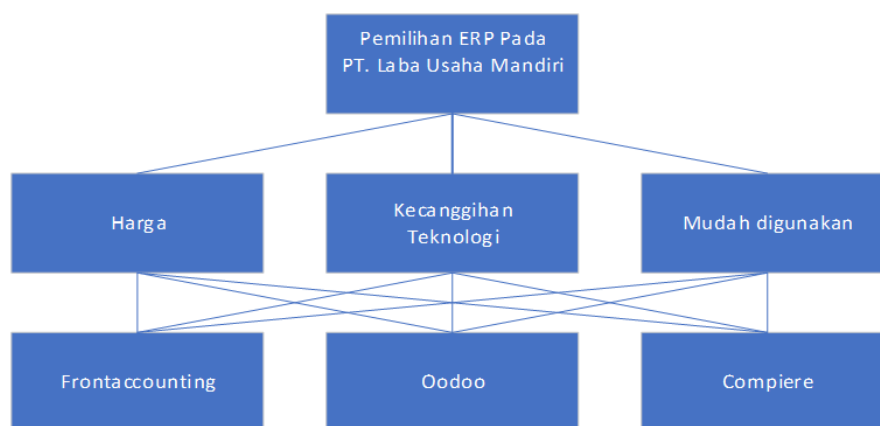 Pemilihan ERP Pada
PT. Laba Usaha Mandiri
Harga
Kecanggihan
Teknologi
Mudah digunakan
Frontaccounting
Oodoo
Compiere